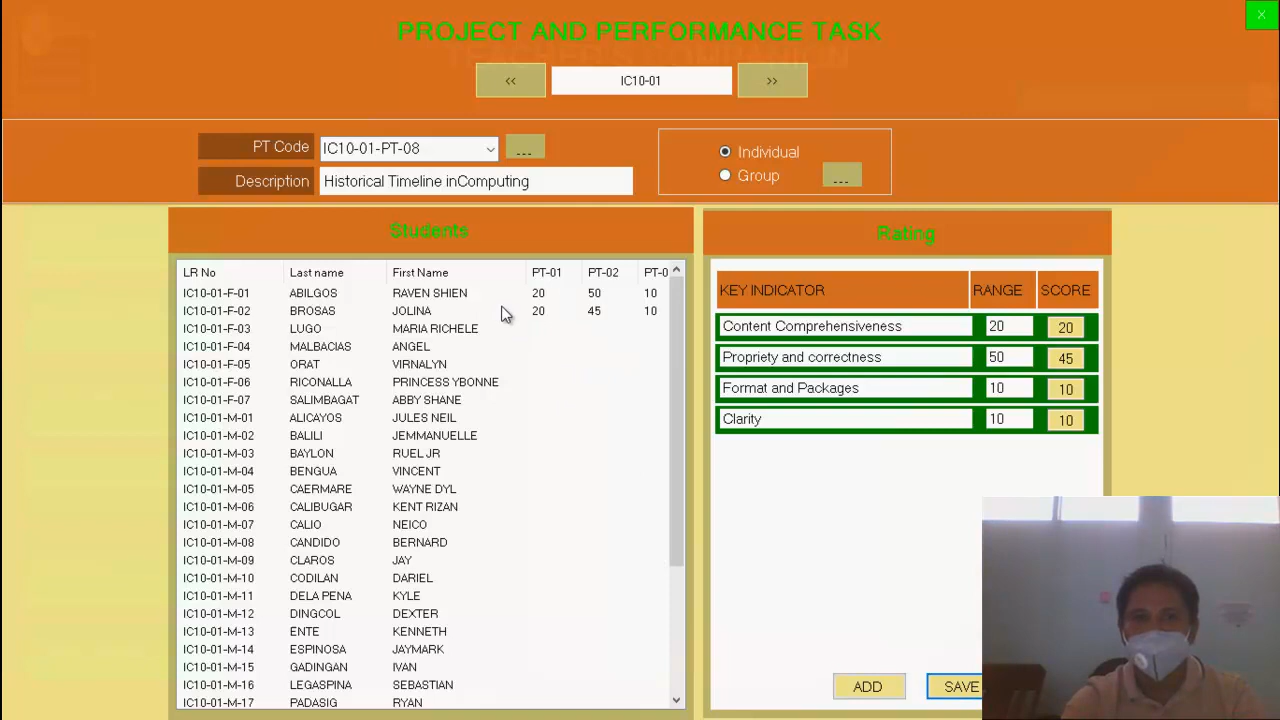 X
PROJECT AND PERFORMANCE TASK
<< IC10-01 >>
PT Code IC10-01-PT-08 ... Individual
Description Historical Timeline inComputing Group ...
Students Rating
LR No Last name First Name PT-01 PT-02 PT-0
IC10-01-F-01 ABILGOS RAVEN SHIEN 20 50 10
IC10-01-F-02 BROSAS JOLINA 20 45 10
IC10-01-F-03 LUGO MARIA RICHELE
IC10-01-F-04 MALBACIAS ANGEL
IC10-01-F-05 ORAT VIRNALYN
IC10-01-F-06 RICONALLA PRINCESS YBONNE
IC10-01-F-07 SALIMBAGAT ABBY SHANE
IC10-01-M-01 ALICAYOS JULES NEIL
IC10-01-M-02 BALILI JEMMANUELLE
IC10-01-M-03 BAYLON RUEL JR
IC10-01-M-04 BENGUA VINCENT
IC10-01-M-05 CAERMARE WAYNE DYL
IC10-01-M-06 CALIBUGAR KENT RIZAN
IC10-01-M-07 CALIO NEICO
IC10-01-M-08 CANDIDO BERNARD
IC10-01-M-09 CLAROS JAY
IC10-01-M-10 CODILAN DARIEL
IC10-01-M-11 DELA PENA KYLE
IC10-01-M-12 DINGCOL DEXTER
IC10-01-M-13 ENTE KENNETH
IC10-01-M-14 ESPINOSA JAYMARK
IC10-01-M-15 GADINGAN IVAN
IC10-01-M-16 LEGASPINA SEBASTIAN
IC10-01-M-17 PADASIG RYAN
KEY INDICATOR RANGE SCORE
Content Comprehensiveness 20 20
Propriety and correctness 50 45
Format and Packages 10 10
Clarity 10 10
ADD SAVE